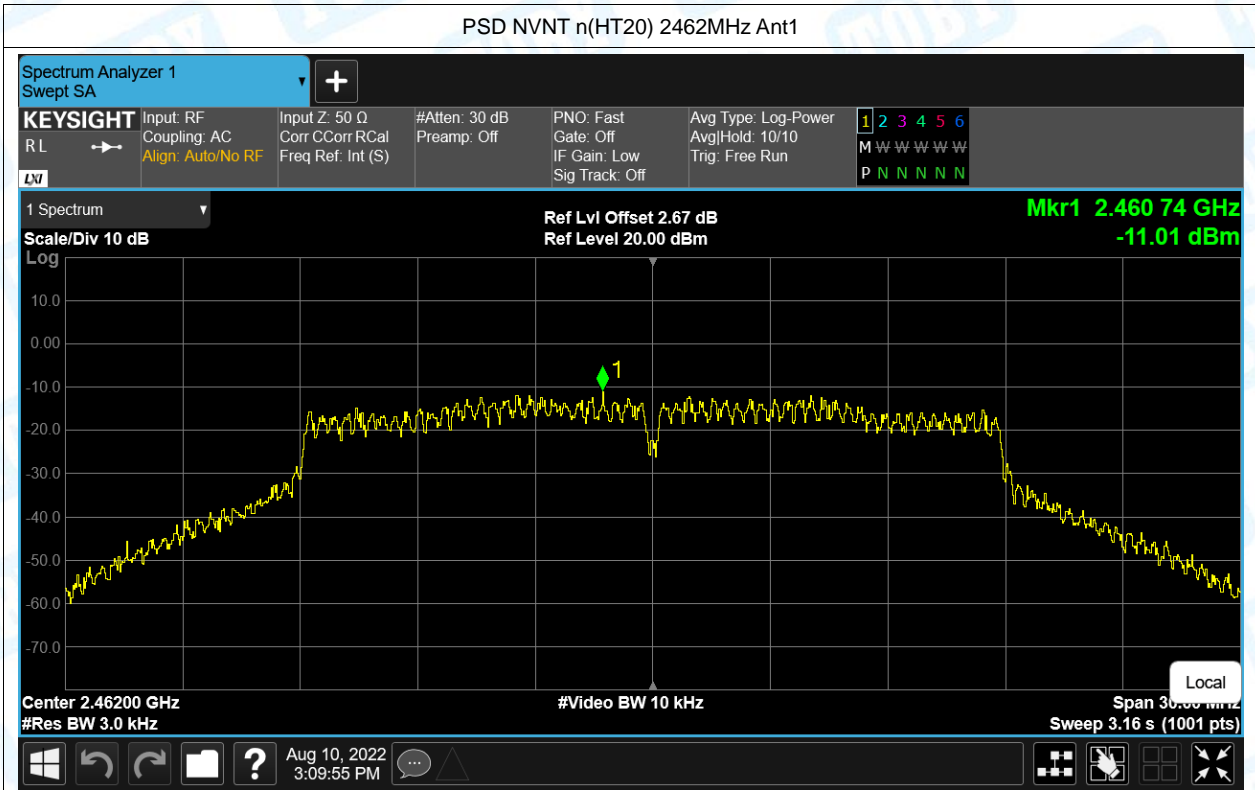 PSD NVNT n(HT20) 2462MHz Ant1
Spectrum Analyzer 1
Swept SA
KEYSIGHT
RL
LXI
Input: RF
Coupling: AC
Align: Auto/No RF
Input Z: 50 Ω
Corr CCorr RCal
Freq Ref: Int (S)
#Atten: 30 dB
Preamp: Off
PNO: Fast
Gate: Off
IF Gain: Low
Sig Track: Off
Avg Type: Log-Power
Avg|Hold: 10/10
Trig: Free Run
1 2 3 4 5 6
M W W W W W
P N N N N N
1 Spectrum
Scale/Div 10 dB
Ref Lvl Offset 2.67 dB
Ref Level 20.00 dBm
Mkr1 2.460 74 GHz
-11.01 dBm
Log
10.0
0.00
-10.0
-20.0
-30.0
-40.0
-50.0
-60.0
-70.0
1
Center 2.46200 GHz
#Res BW 3.0 kHz
#Video BW 10 kHz
Local
Span 30.00 MHz
Sweep 3.16 s (1001 pts)
?
Aug 10, 2022
3:09:55 PM